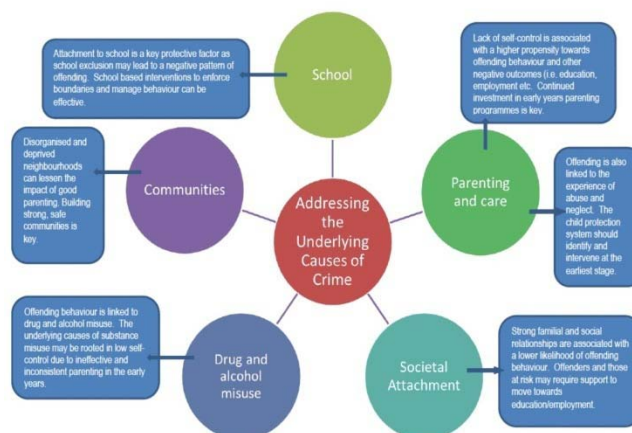 Attachment to school is a key protective factor as
school exclusion may lead to a negative pattern of
offending. School based interventions to enforce
boundaries and manage behaviour can be
effective.
School
Lack of self-control is associated
with a higher propensity towards
offending behaviour and other
negative outcomes (i.e. education,
employment etc. Continued
investment in early years parenting
programmes is key.
Disorganised and
deprived
neighbourhoods
can lessen the
impact of good
parenting. Building
strong, safe
communities is
key.
Communities
Addressing
the
Underlying
Causes of
Crime
Parenting
and care
Offending is also
linked to the
experience of
abuse and
neglect. The
child protection
system should
identify and
intervene at the
earliest stage.
Offending behaviour is linked to
drug and alcohol misuse. The
underlying causes of substance
misuse may be rooted in low self-
control due to ineffective and
inconsistent parenting in the early
years.
Drug and
alcohol
misuse
Societal
Attachment
Strong familial and social
relationships are associated with
a lower likelihood of offending
behaviour. Offenders and those
at risk may require support to
move towards
education/employment.